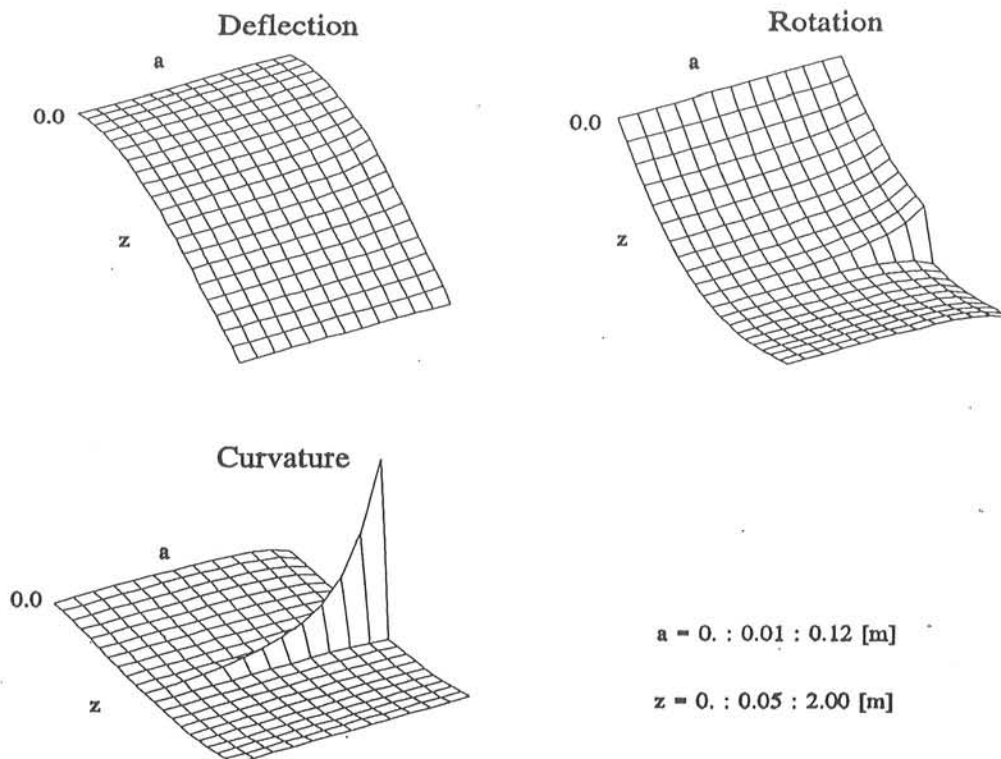 Deflection
a
0.0
z
Rotation
a
0.0
z
Curvature
a
0.0
z
a = 0. : 0.01 : 0.12 [m]
z = 0. : 0.05 : 2.00 [m]